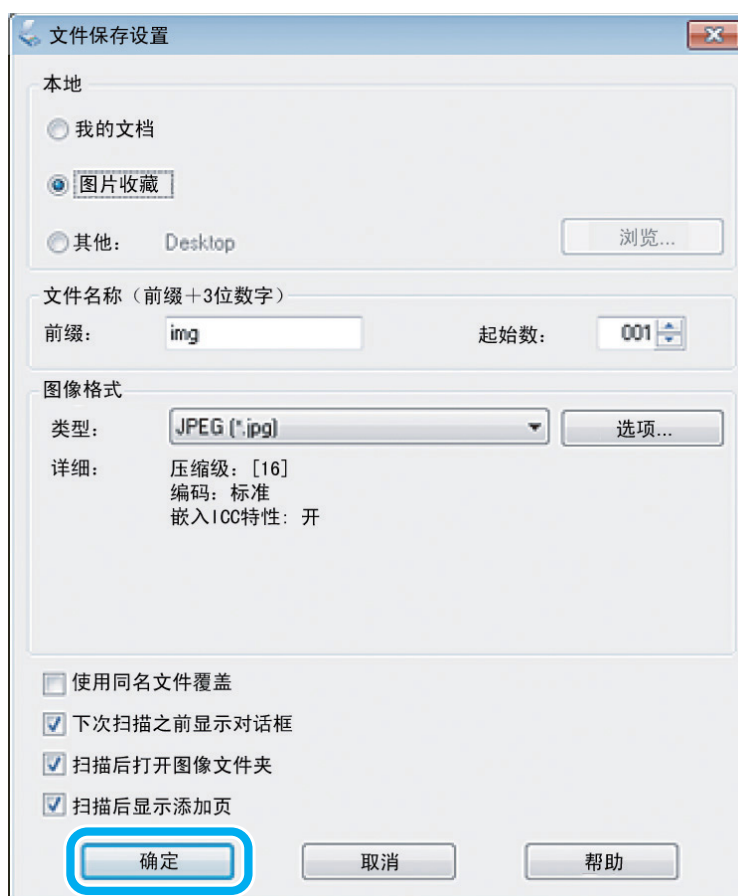 文件保存设置
本地
我的文档
图片收藏
其他: Desktop 浏览...
文件名称（前缀+3位数字）
前缀: img 起始数: 001
图像格式
类型: JPEG (*.jpg) 选项...
详细: 压缩级: [16]
编码: 标准
嵌入ICC特性: 开
使用同名文件覆盖
下次扫描之前显示对话框
扫描后打开图像文件夹
扫描后显示添加页
确定 取消 帮助